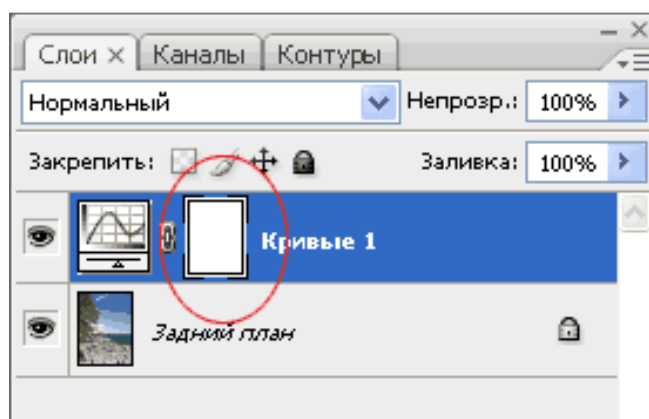 Слои × Каналы Контуры
Нормальный Непрозр.: 100%
Закрепить: Заливка: 100%
Кривые 1
Задний план